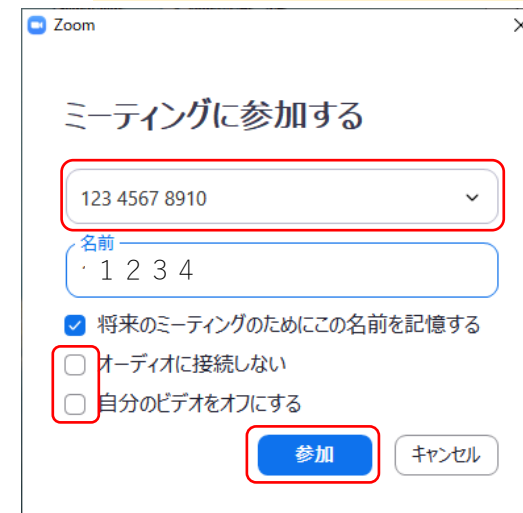 Zoom
ミーティングに参加する
123 4567 8910
名前
１２３４
将来のミーティングのためにこの名前を記憶する
オーディオに接続しない
自分のビデオをオフにする
参加 キャンセル